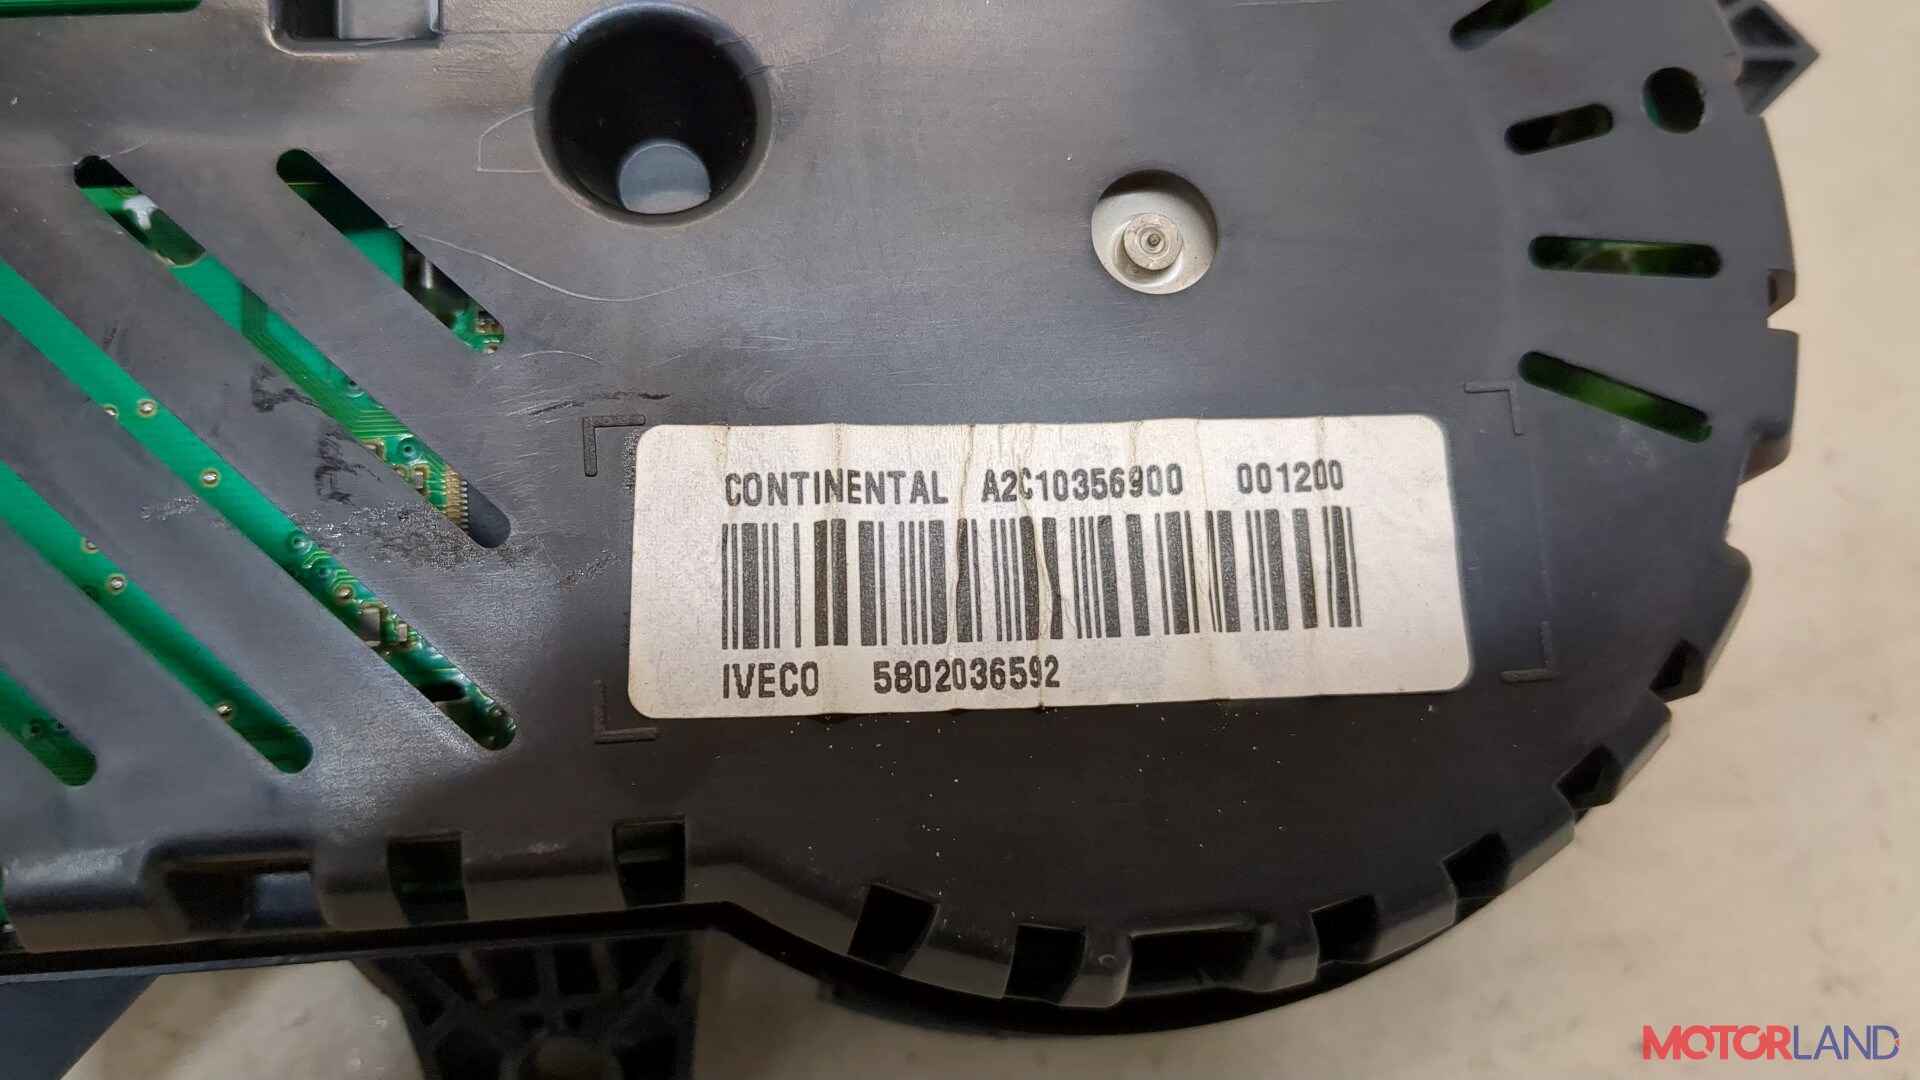 CONTINENTAL A2C10356900 001200
IVECO 5802036592
MOTORLAND